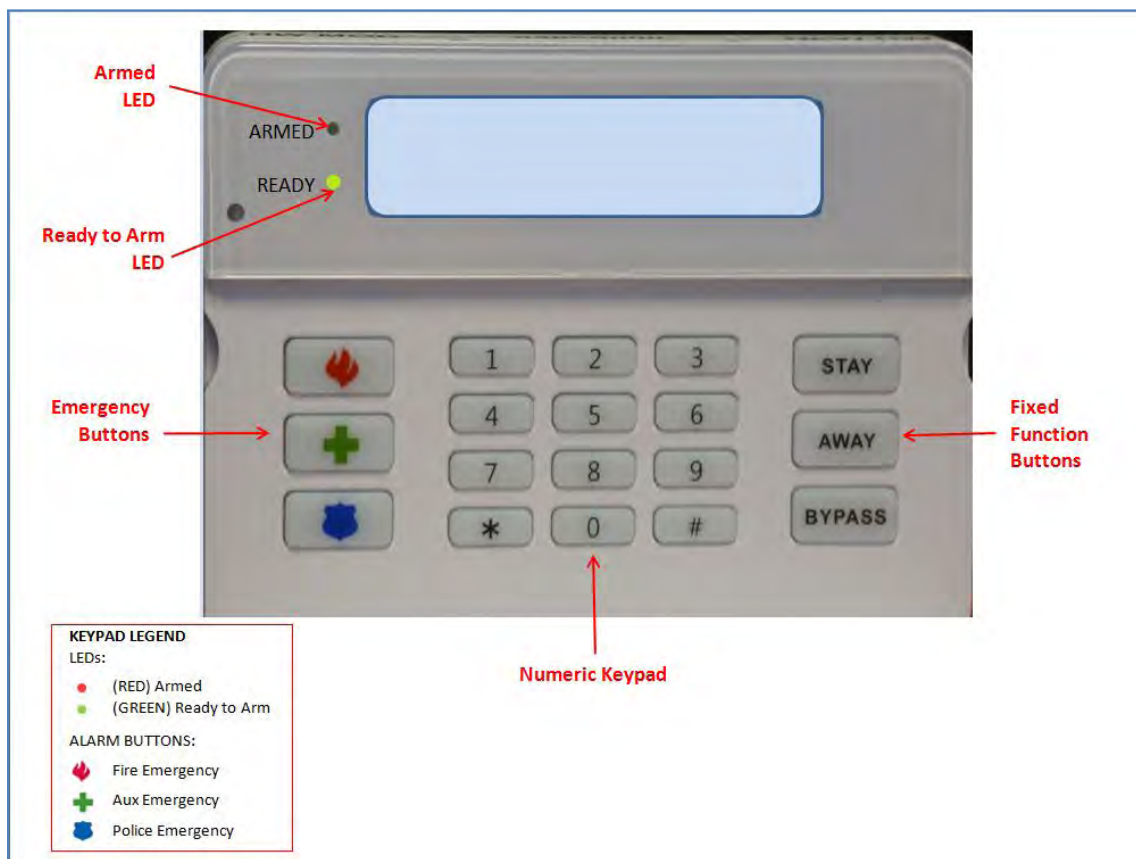 Armed
LED
ARMED
READY
Ready to Arm
LED
Emergency
Buttons
1 2 3
4 5 6
7 8 9
* 0 #
STAY
AWAY
BYPASS
Fixed
Function
Buttons
Numeric Keypad
KEYPAD LEGEND
LEDs:
(RED) Armed
(GREEN) Ready to Arm
ALARM BUTTONS:
Fire Emergency
Aux Emergency
Police Emergency